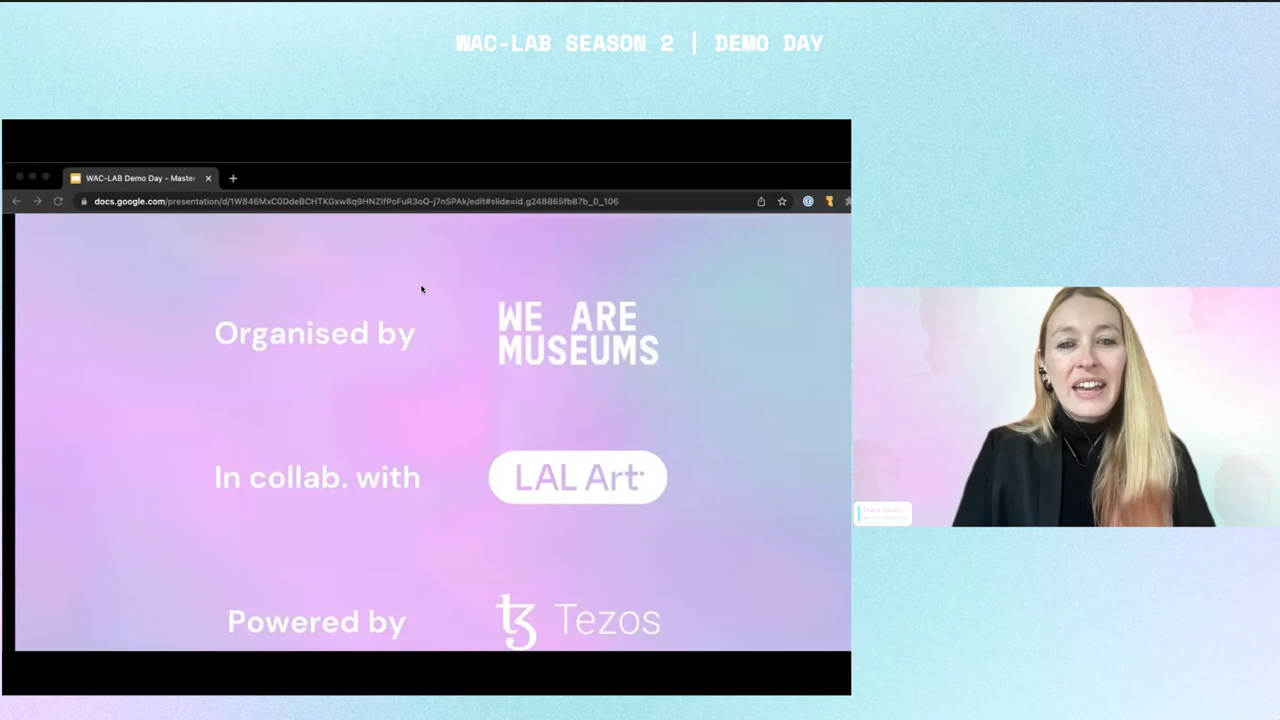 WAC-LAB SEASON 2 | DEMO DAY
WAC-LAB Demo Day - Master
docs.google.com/presentation/d/1W846MxC0DdeBCHTKGxw8q9HNZlfPoFuR3oQ-j7nSPAk/edit#slide=id.g248865fb87b_0_106
Organised by
WE ARE
MUSEUMS
In collab. with
LAL Art
Powered by
Tezos